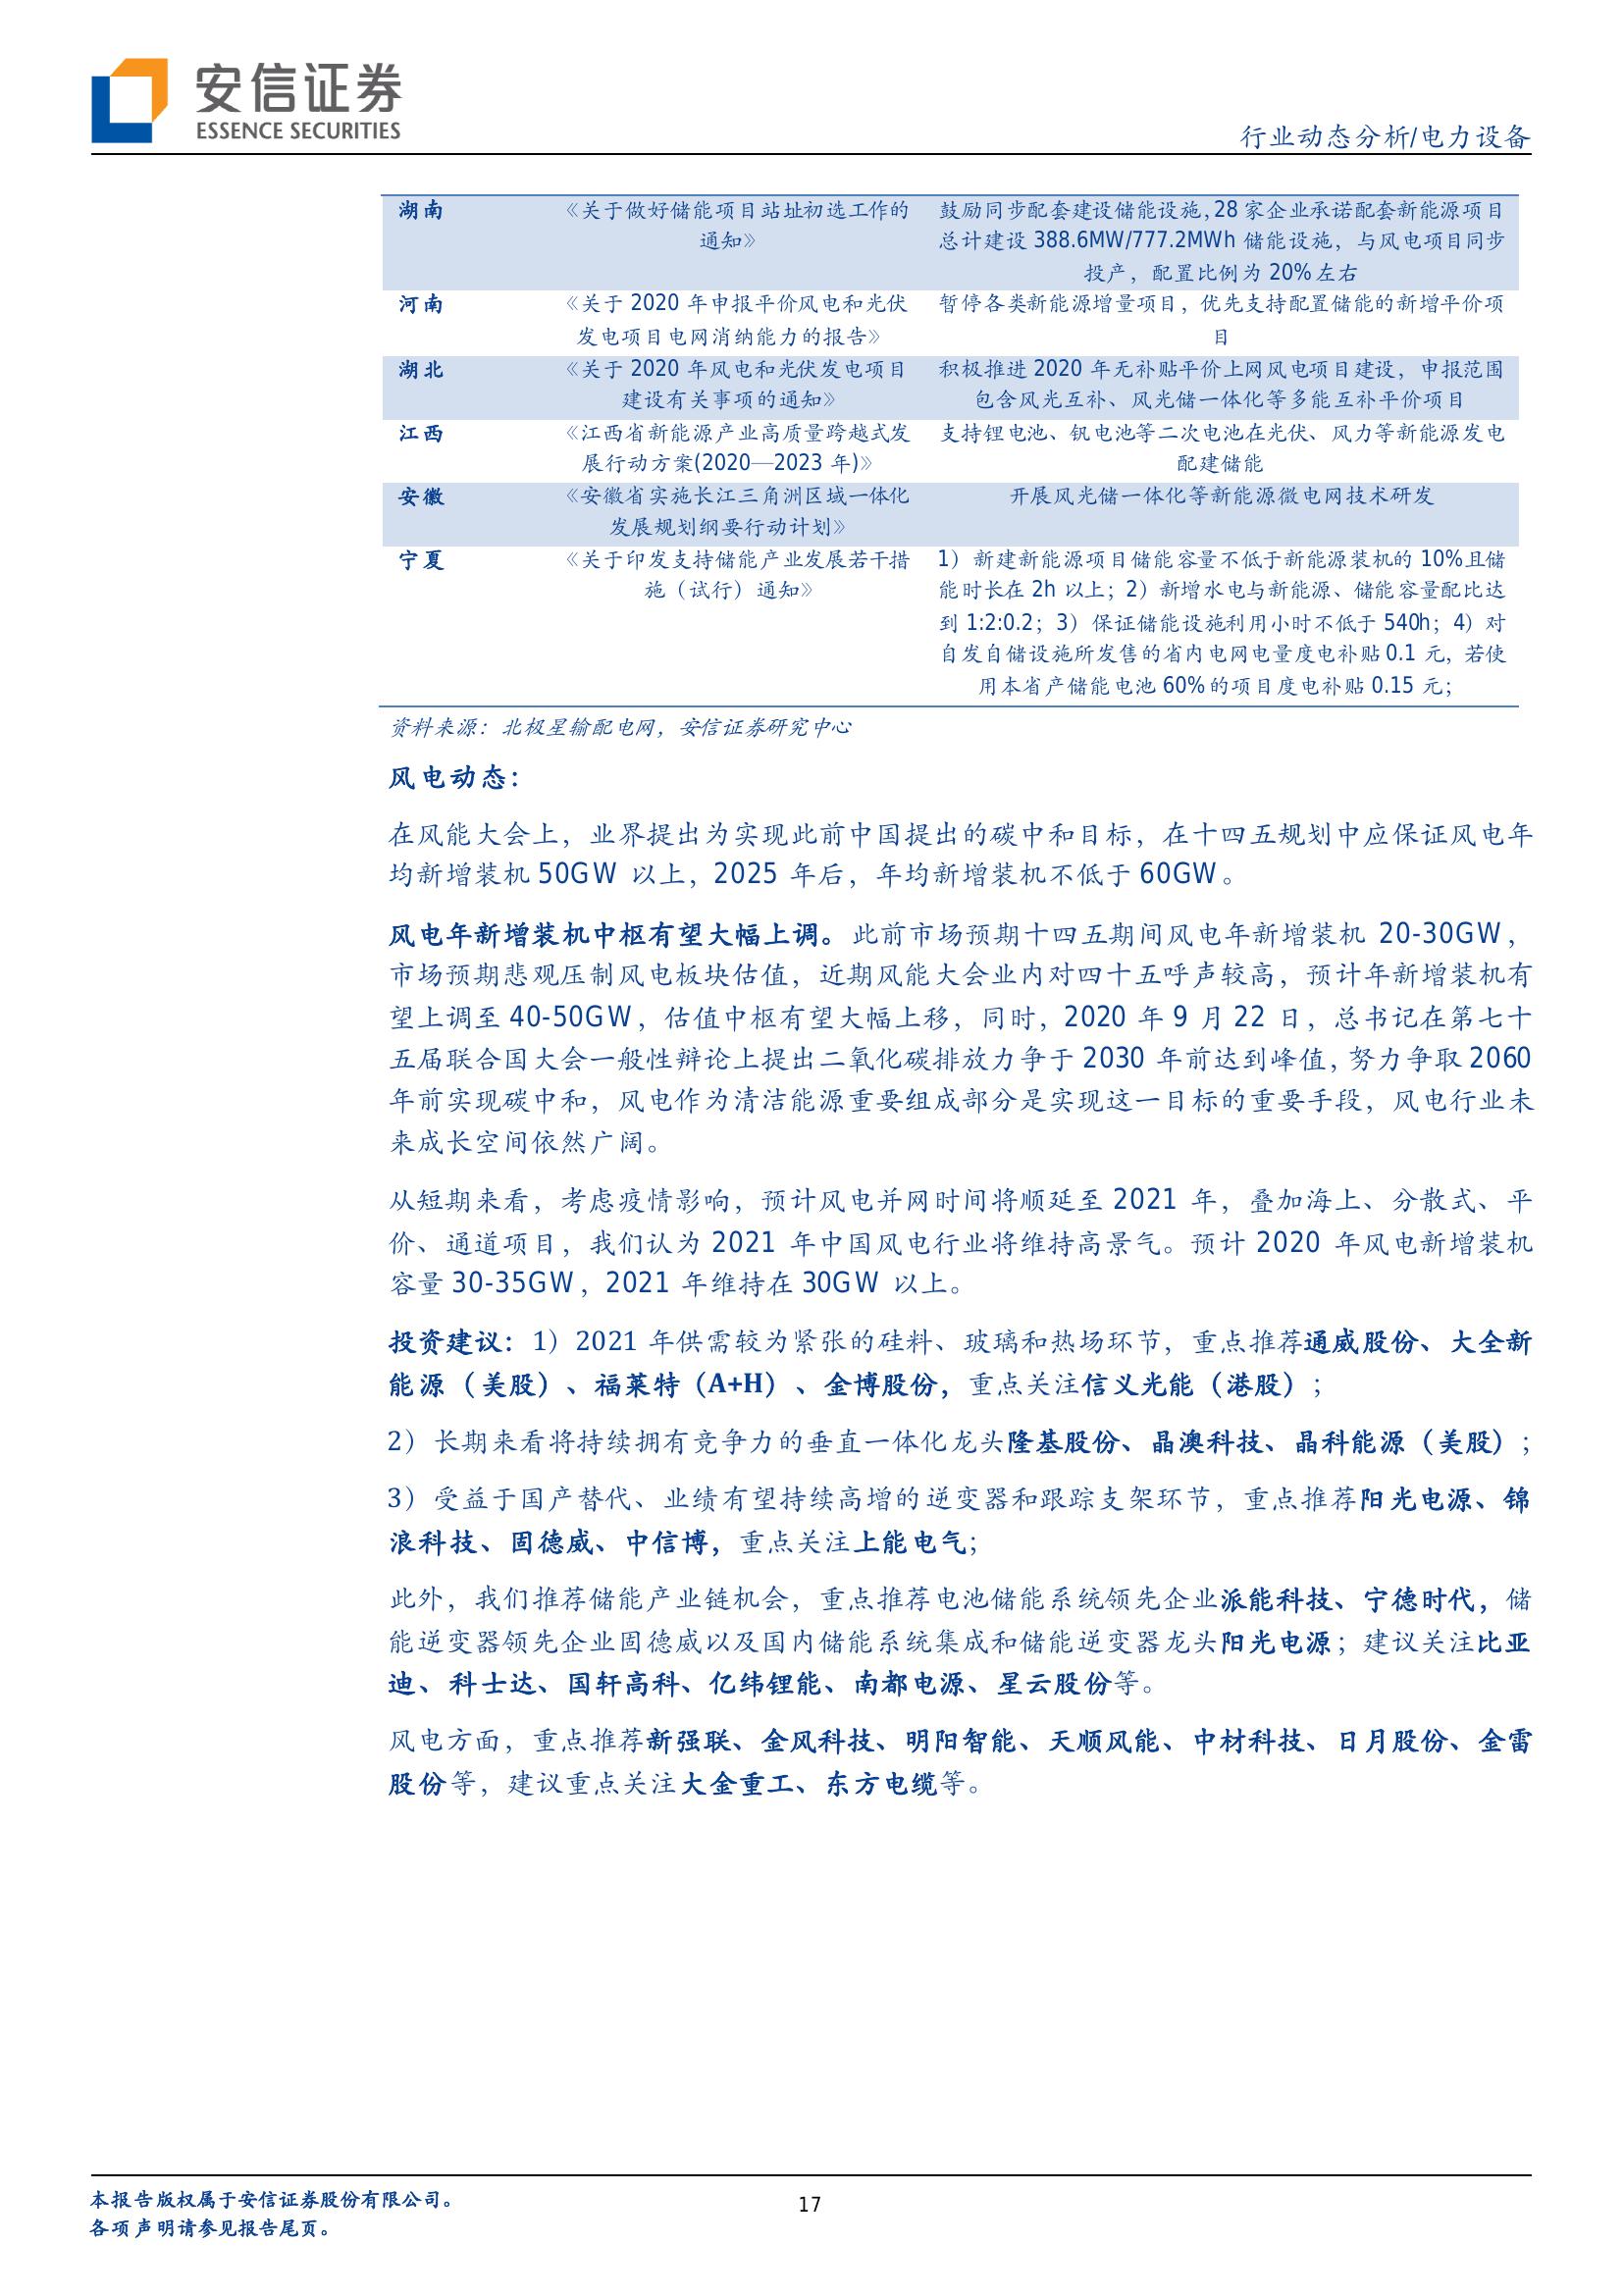 安信证券
ESSENCE SECURITIES
行业动态分析/电力设备
湖南
《关于做好储能项目站址初选工作的
通知》
鼓励同步配套建设储能设施,28 家企业承诺配套新能源项目
总计建设 388.6MW/777.2MWh 储能设施，与风电项目同步
投产，配置比例为 20%左右
河南
《关于 2020 年申报平价风电和光伏
发电项目电网消纳能力的报告》
暂停各类新能源增量项目，优先支持配置储能的新增平价项
目
湖北
《关于 2020 年风电和光伏发电项目
建设有关事项的通知》
积极推进 2020 年无补贴平价上网风电项目建设，申报范围
包含风光互补、风光储一体化等多能互补平价项目
江西
《江西省新能源产业高质量跨越式发
展行动方案(2020—2023 年)》
支持锂电池、钒电池等二次电池在光伏、风力等新能源发电
配建储能
安徽
《安徽省实施长江三角洲区域一体化
发展规划纲要行动计划》
开展风光储一体化等新能源微电网技术研发
宁夏
《关于印发支持储能产业发展若干措
施（试行）通知》
1）新建新能源项目储能容量不低于新能源装机的 10%且储
能时长在 2h 以上；2）新增水电与新能源、储能容量配比达
到 1:2:0.2；3）保证储能设施利用小时不低于 540h；4）对
自发自储设施所发售的省内电网电量度电补贴 0.1 元，若使
用本省产储能电池 60%的项目度电补贴 0.15 元；
资料来源：北极星输配电网，安信证券研究中心
风电动态：
在风能大会上，业界提出为实现此前中国提出的碳中和目标，在十四五规划中应保证风电年
均新增装机 50GW 以上，2025 年后，年均新增装机不低于 60GW。
风电年新增装机中枢有望大幅上调。此前市场预期十四五期间风电年新增装机 20-30GW，
市场预期悲观压制风电板块估值，近期风能大会业内对四十五呼声较高，预计年新增装机有
望上调至 40-50GW，估值中枢有望大幅上移，同时，2020 年 9 月 22 日，总书记在第七十
五届联合国大会一般性辩论上提出二氧化碳排放力争于 2030 年前达到峰值，努力争取 2060
年前实现碳中和，风电作为清洁能源重要组成部分是实现这一目标的重要手段，风电行业未
来成长空间依然广阔。
从短期来看，考虑疫情影响，预计风电并网时间将顺延至 2021 年，叠加海上、分散式、平
价、通道项目，我们认为 2021 年中国风电行业将维持高景气。预计 2020 年风电新增装机
容量 30-35GW，2021 年维持在 30GW 以上。
投资建议：1）2021 年供需较为紧张的硅料、玻璃和热场环节，重点推荐通威股份、大全新
能源（美股）、福莱特（A+H）、金博股份，重点关注信义光能（港股）；
2）长期来看将持续拥有竞争力的垂直一体化龙头隆基股份、晶澳科技、晶科能源（美股）；
3）受益于国产替代、业绩有望持续高增的逆变器和跟踪支架环节，重点推荐阳光电源、锦
浪科技、固德威、中信博，重点关注上能电气；
此外，我们推荐储能产业链机会，重点推荐电池储能系统领先企业派能科技、宁德时代，储
能逆变器领先企业固德威以及国内储能系统集成和储能逆变器龙头阳光电源；建议关注比亚
迪、科士达、国轩高科、亿纬锂能、南都电源、星云股份等。
风电方面，重点推荐新强联、金风科技、明阳智能、天顺风能、中材科技、日月股份、金雷
股份等，建议重点关注大金重工、东方电缆等。
本报告版权属于安信证券股份有限公司。
各项声明请参见报告尾页。
17